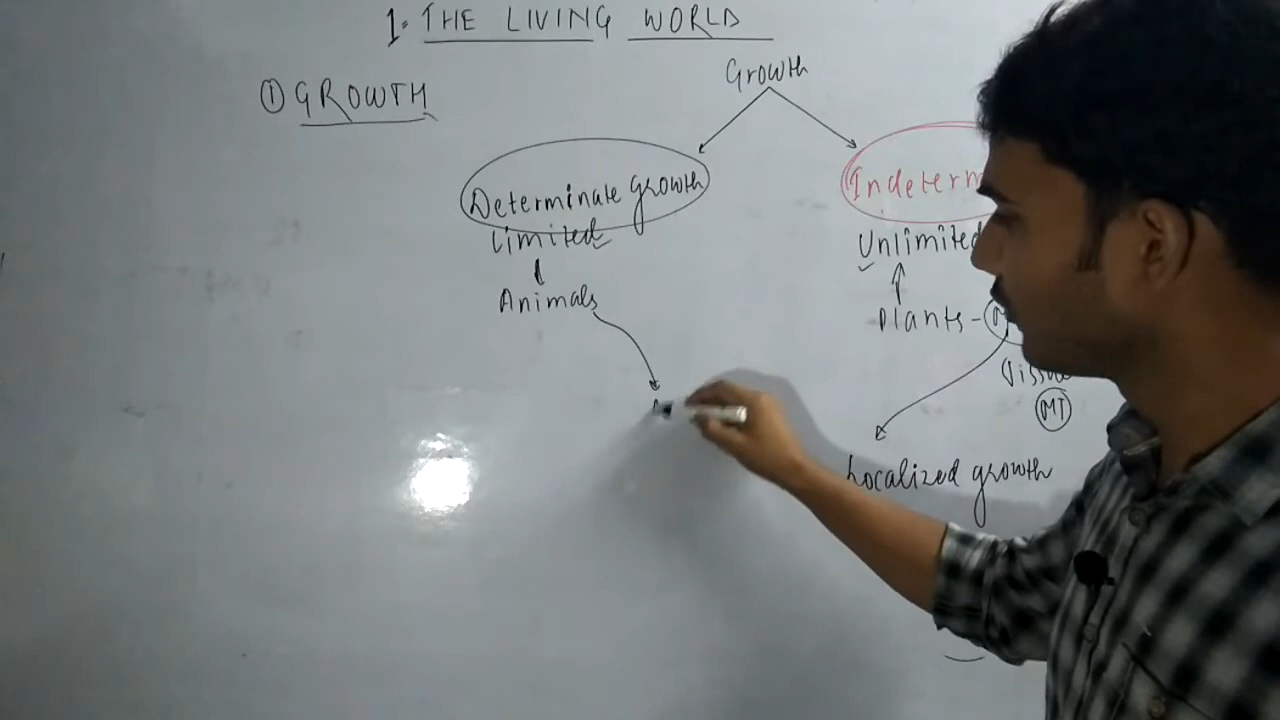 1. THE LIVING WORLD
① GROWTH
Growth
Determinate growth
limited
Animals
Unlimited
Plants -
MT
Localized growth